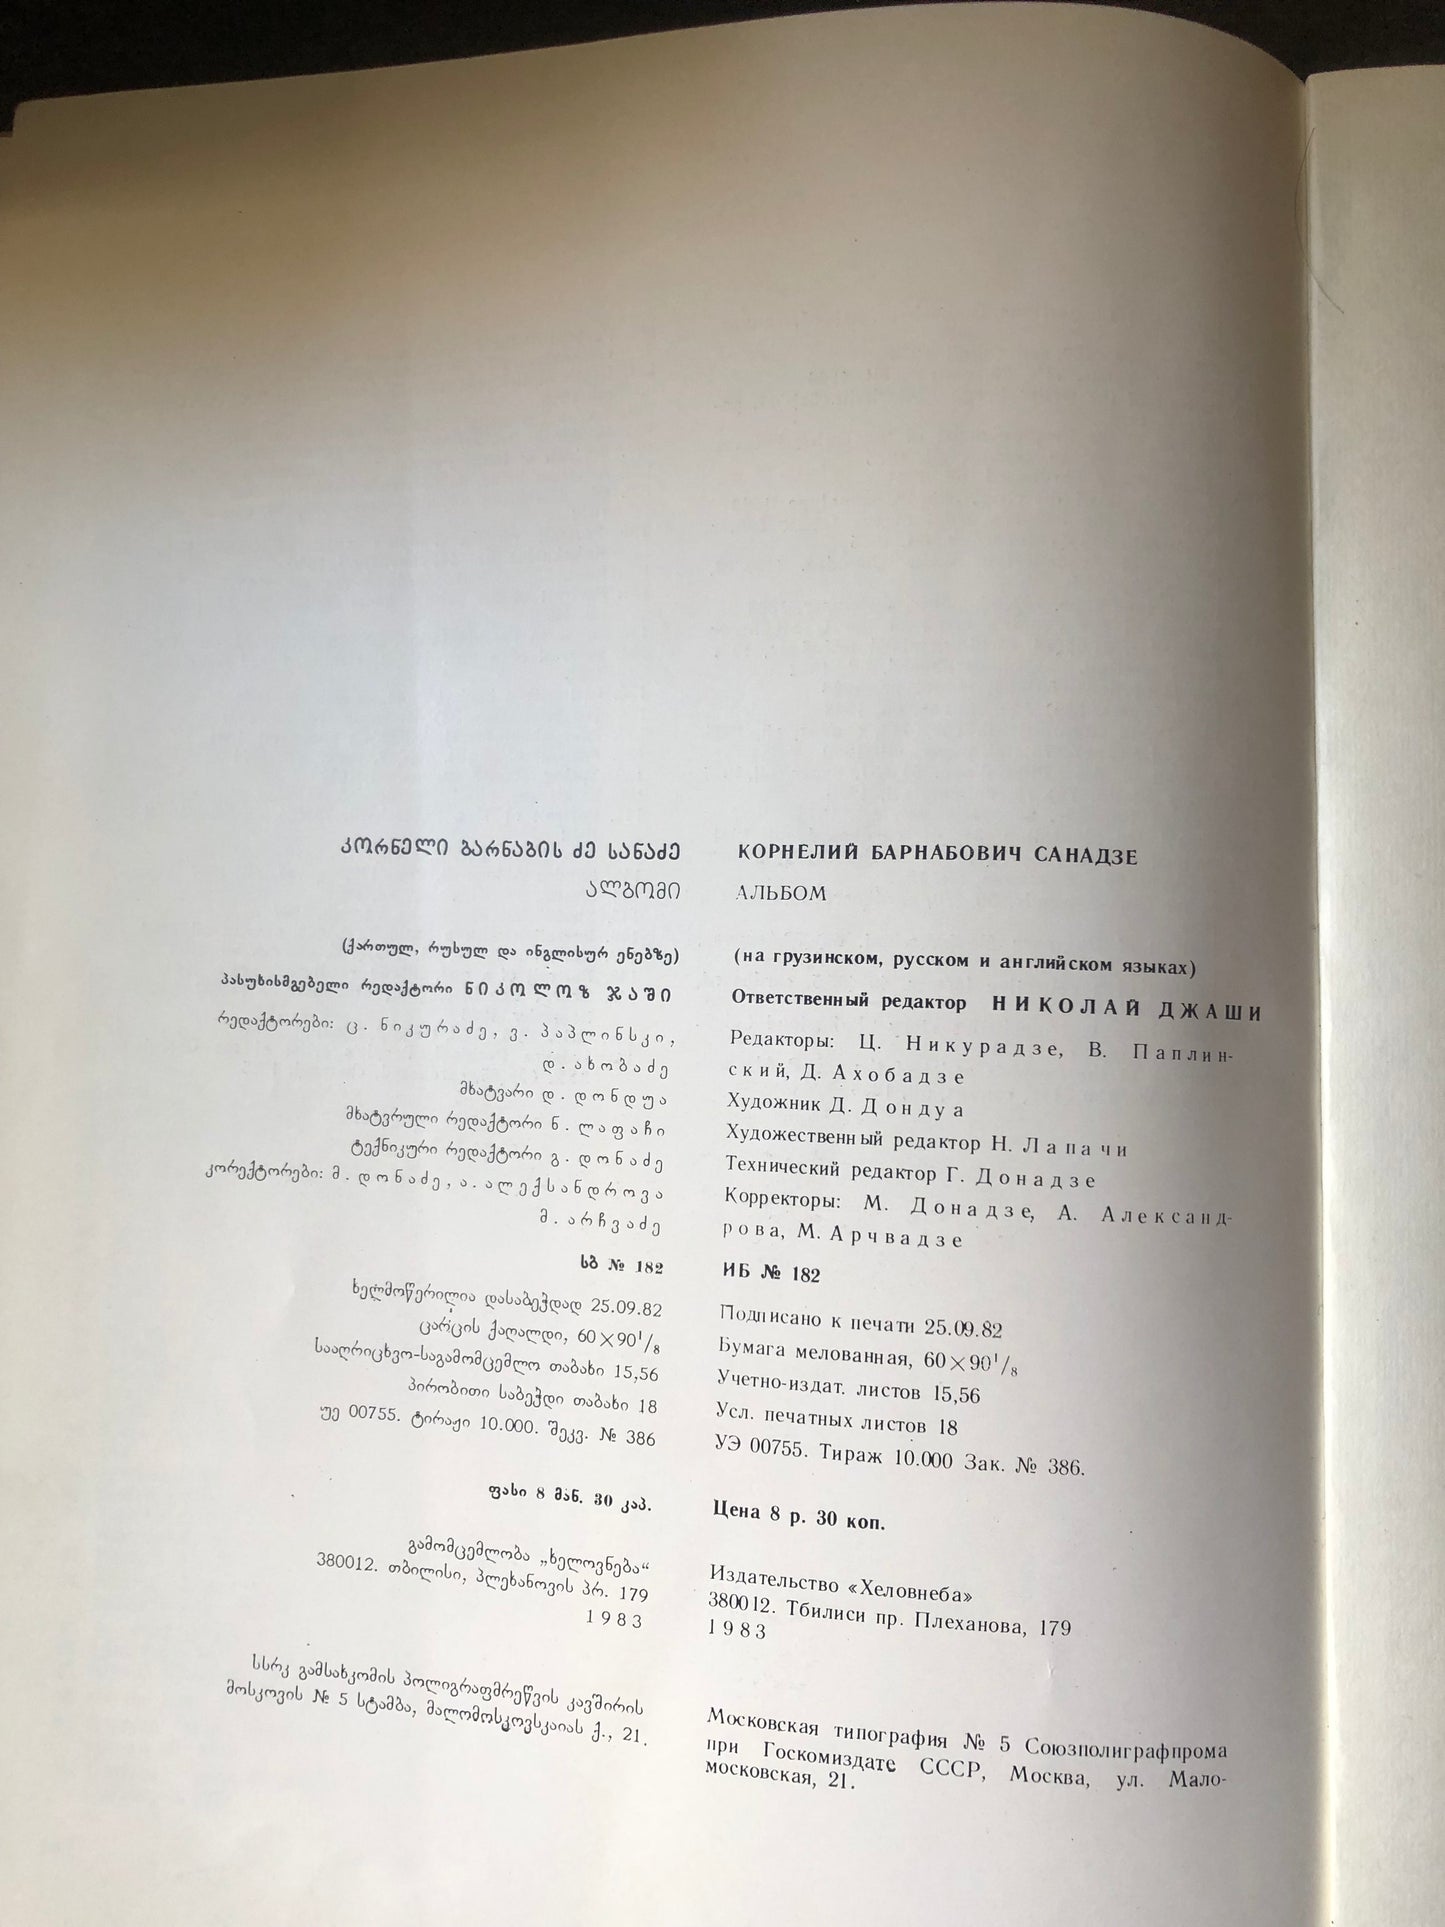 კორნელი ბარნაბის ძე სანაძე
ალბომი
(ქართულ, რუსულ და ინგლისურ ენებზე)
პასუხისმგებელი რედაქტორი ნიკოლოზ ჯაში
რედაქტორები: ც. ნიკურაძე, ვ. პაპლინსკი,
დ. ახობაძე
მხატვარი დ. დონდუა
მხატვრული რედაქტორი ნ. ლაფაჩი
ტექნიკური რედაქტორი გ. დონაძე
კორექტორები: მ. დონაძე, ა. ალექსანდროვა
მ. არჩვაძე
სბ № 182
ხელმოწერილია დასაბეჭდად 25.09.82
ცარცის ქაღალდი, 60×90¹/₈
სააღრიცხვო-საგამომცემლო თაბახი 15,56
პირობითი საბეჭდი თაბახი 18
უე 00755. ტირაჟი 10.000. შეკვ. № 386
ფასი 8 მან. 30 კაპ.
გამომცემლობა „ხელოვნება“
380012. თბილისი, პლეხანოვის პრ. 179
1983
სსრკ გამსახკომის პოლიგრაფმრეწვის კავშირის
მოსკოვის № 5 სტამბა, მალომოსკოვსკაიას ქ., 21.
КОРНЕЛИЙ БАРНАБОВИЧ САНАДЗЕ
АЛЬБОМ
(на грузинском, русском и английском языках)
Ответственный редактор НИКОЛАЙ ДЖАШИ
Редакторы: Ц. Никурадзе, В. Паплин-
ский, Д. Ахобадзе
Художник Д. Дондуа
Художественный редактор Н. Лапачи
Технический редактор Г. Донадзе
Корректоры: М. Донадзе, А. Александ-
рова, М. Арчвадзе
ИБ № 182
Подписано к печати 25.09.82
Бумага мелованная, 60×90¹/₈
Учетно-издат. листов 15,56
Усл. печатных листов 18
УЭ 00755. Тираж 10.000 Зак. № 386.
Цена 8 р. 30 коп.
Издательство «Хеловнеба»
380012. Тбилиси пр. Плеханова, 179
1983
Московская типография № 5 Союзполиграфпрома
при Госкомиздате СССР, Москва, ул. Мало-
московская, 21.